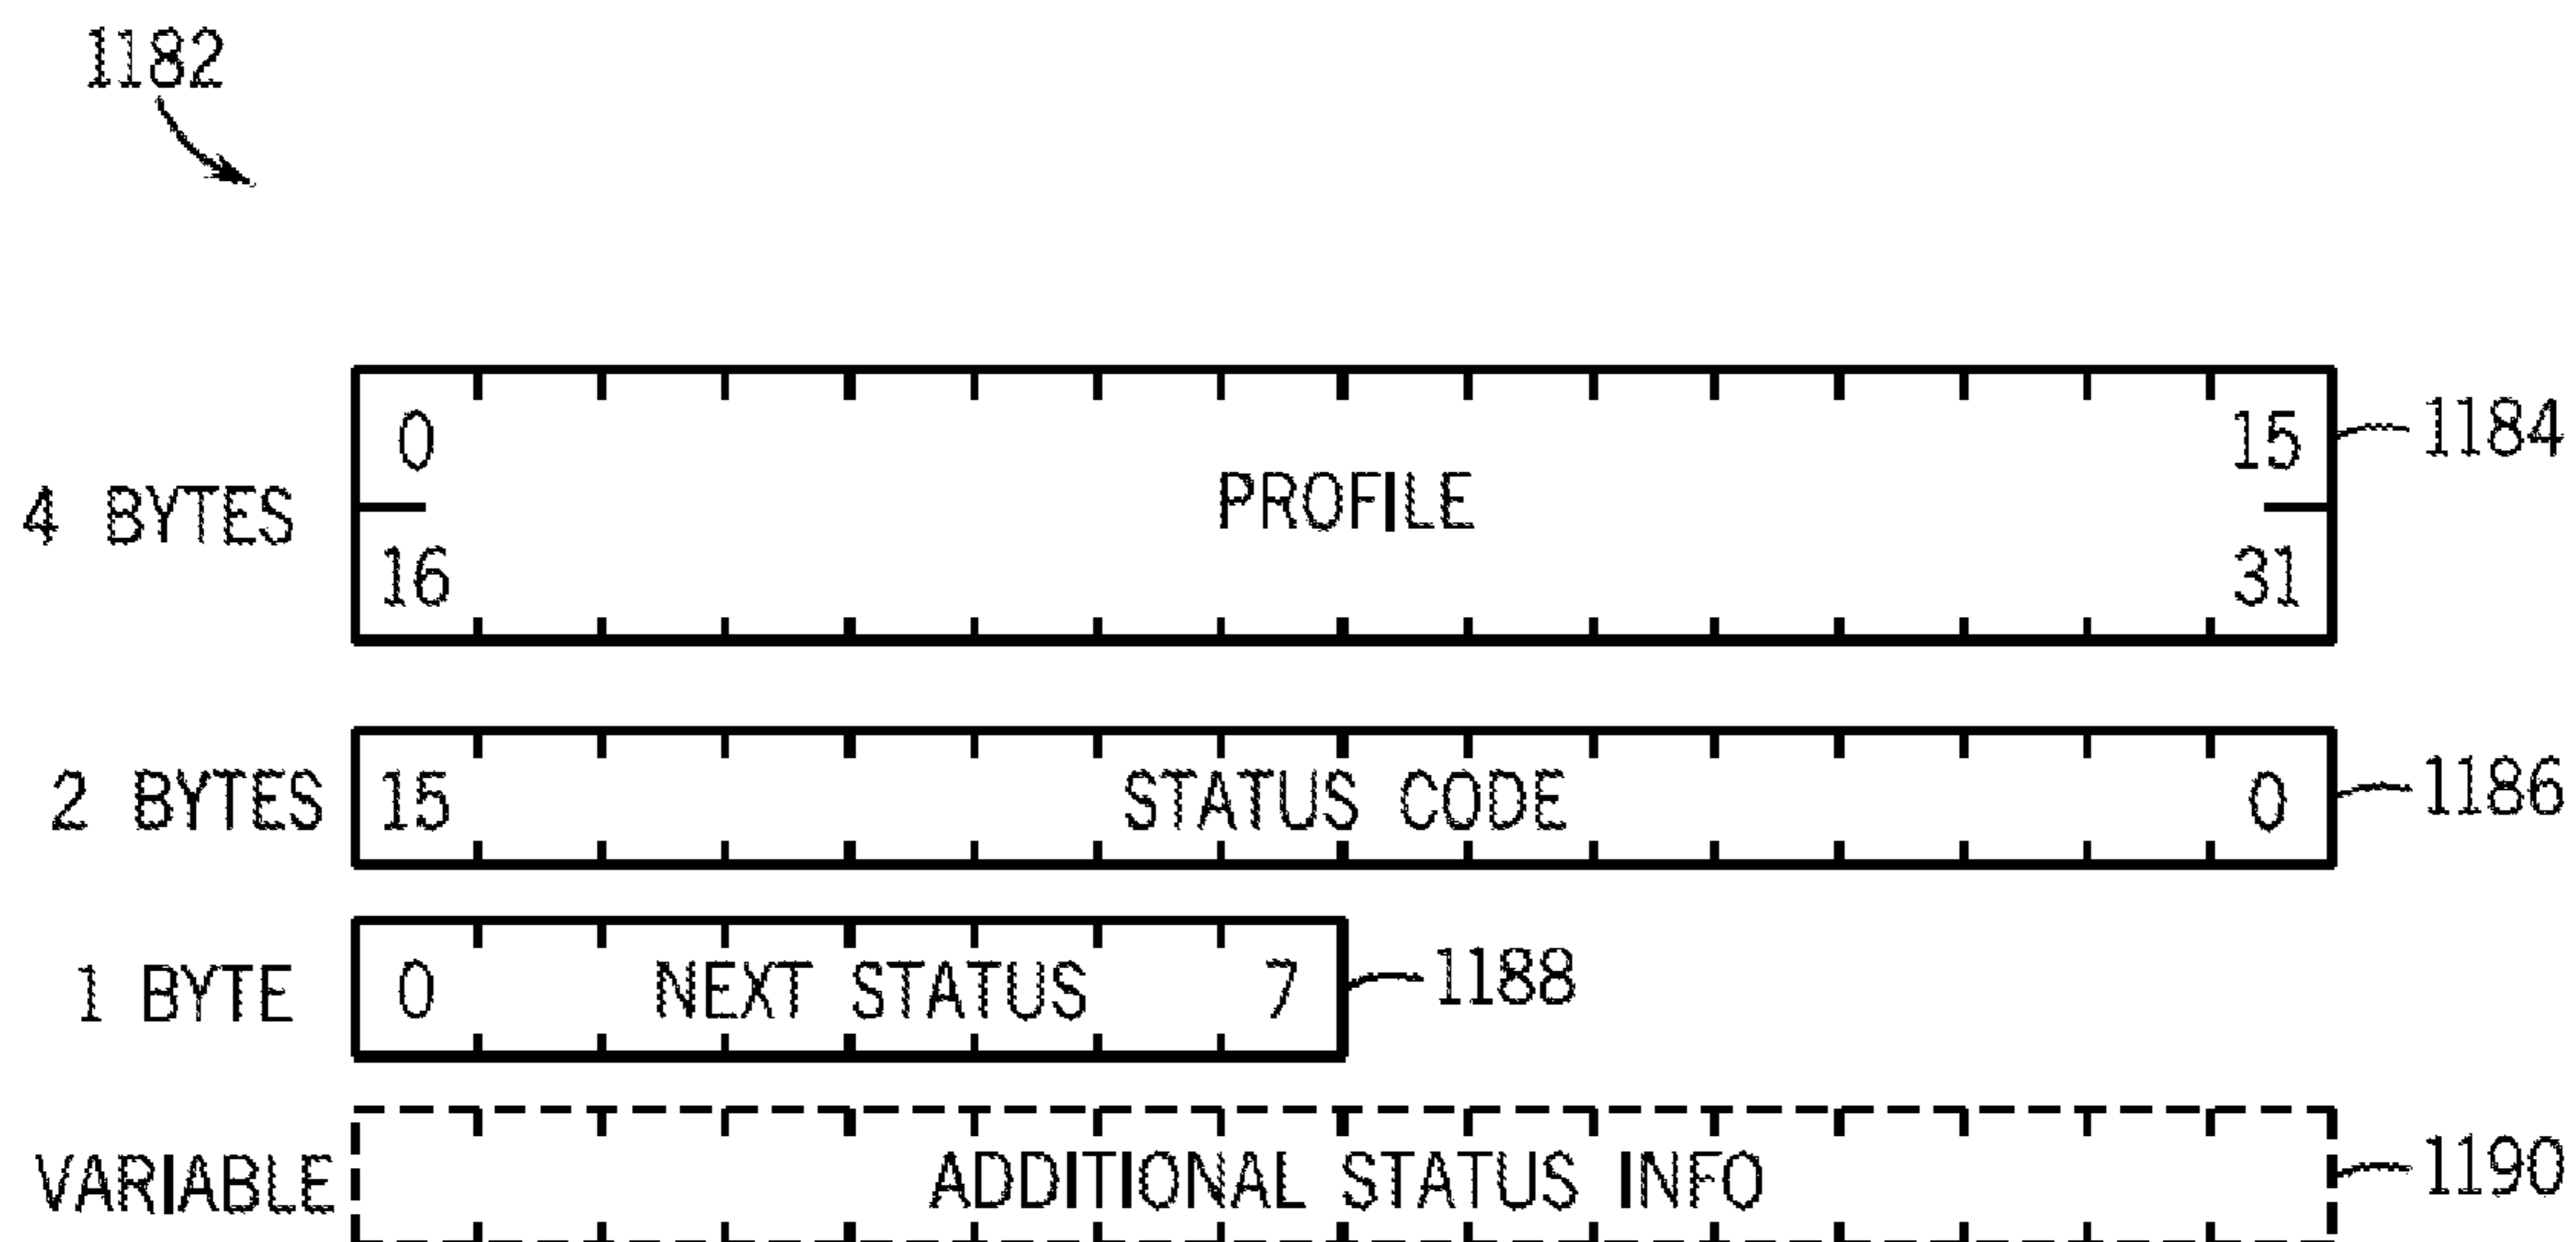 1182
0 15 1184
4 BYTES PROFILE
16 31
2 BYTES 15 STATUS CODE 0 1186
1 BYTE 0 NEXT STATUS 7 1188
VARIABLE ADDITIONAL STATUS INFO 1190